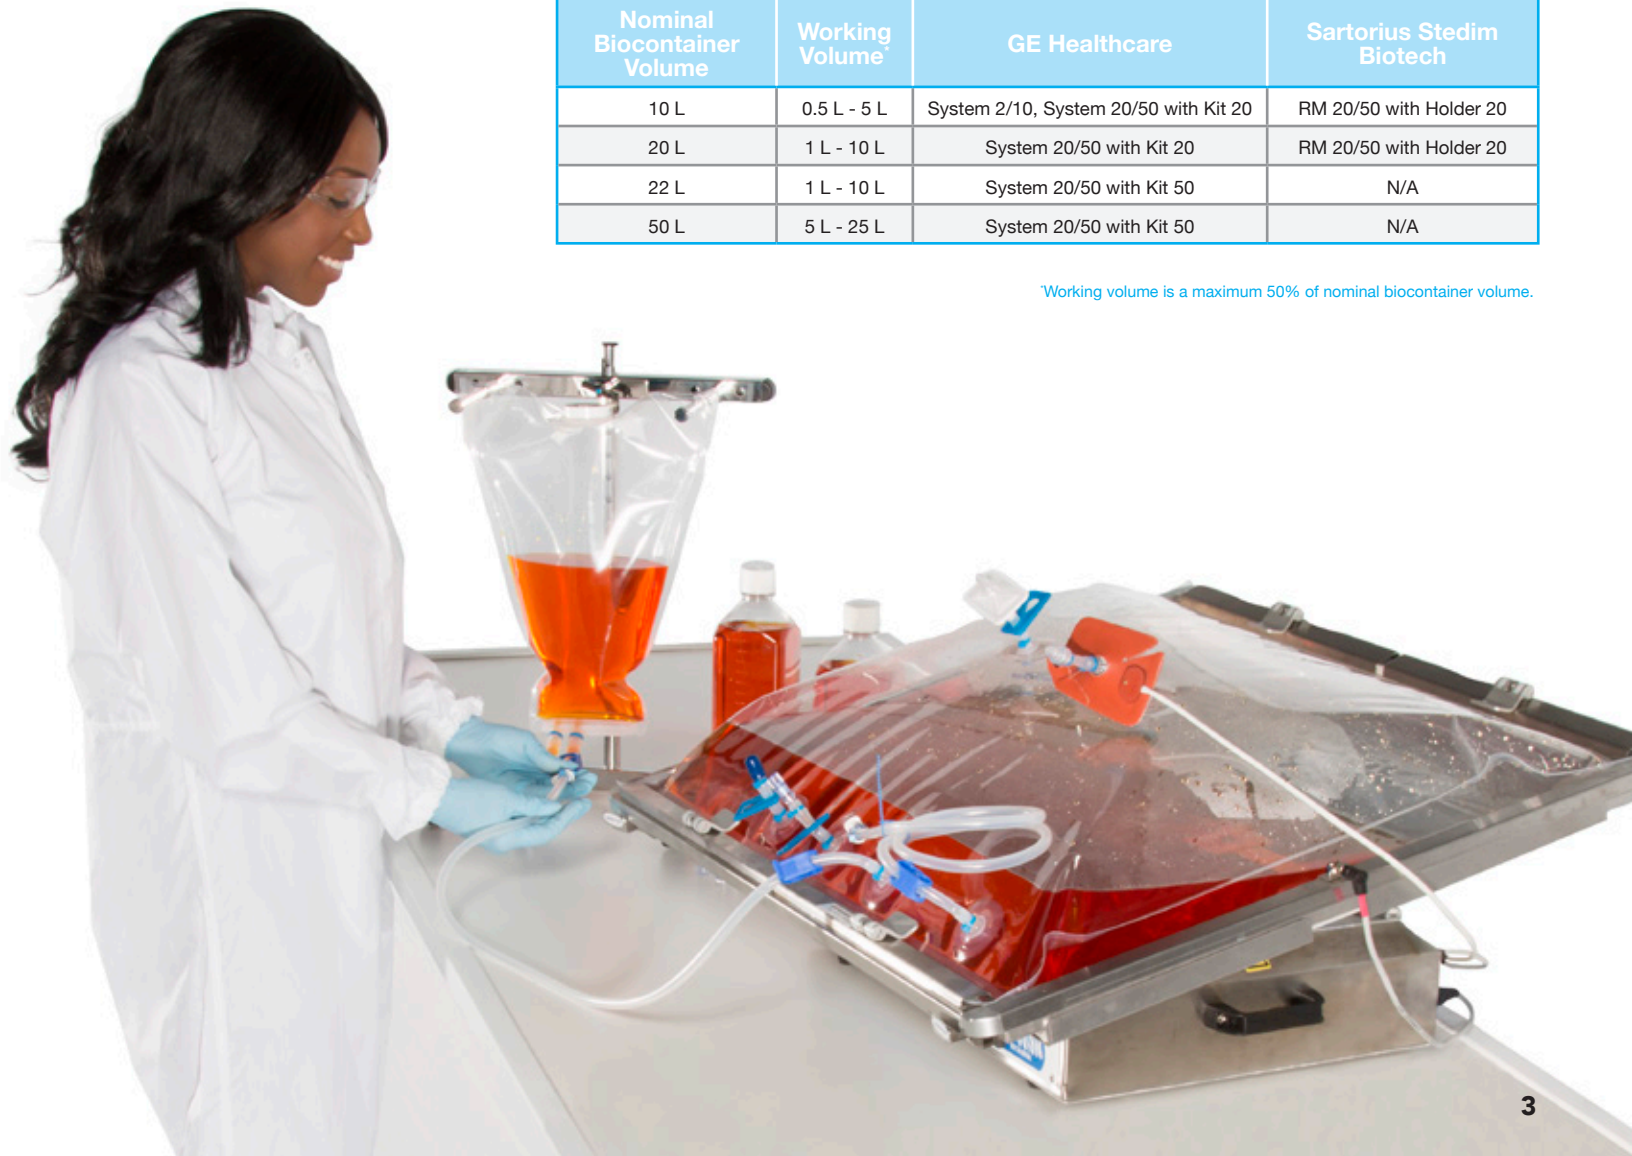 Nominal Biocontainer Volume
Working Volume*
GE Healthcare
Sartorius Stedim Biotech
10 L
0.5 L - 5 L
System 2/10, System 20/50 with Kit 20
RM 20/50 with Holder 20
20 L
1 L - 10 L
System 20/50 with Kit 20
RM 20/50 with Holder 20
22 L
1 L - 10 L
System 20/50 with Kit 50
N/A
50 L
5 L - 25 L
System 20/50 with Kit 50
N/A
*Working volume is a maximum 50% of nominal biocontainer volume.
3